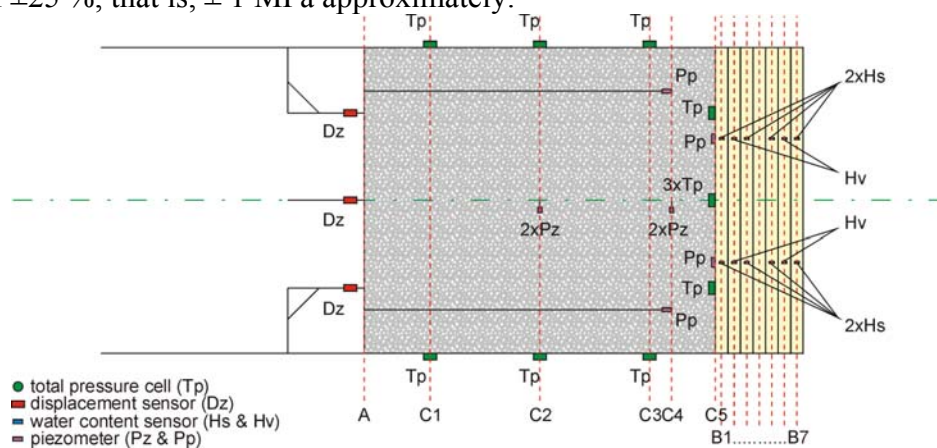 ±25 %, that is, ± 1 MPa approximately.
Tp Tp Tp
Pp
2xHs
Tp
Dz
Pp
Hv
3xTp
Dz
2xPz 2xPz
Hv
Pp
Tp
Dz
Pp
2xHs
Tp Tp Tp
total pressure cell (Tp)
displacement sensor (Dz)
water content sensor (Hs & Hv)
piezometer (Pz & Pp)
A C1 C2 C3 C4 C5
B1...........B7